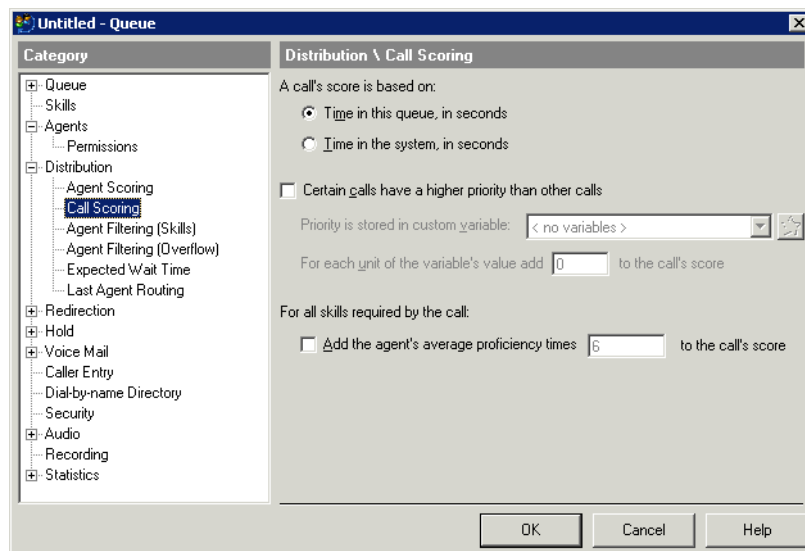 Untitled - Queue
Category
Queue
Skills
Agents
Permissions
Distribution
Agent Scoring
Call Scoring
Agent Filtering (Skills)
Agent Filtering (Overflow)
Expected Wait Time
Last Agent Routing
Redirection
Hold
Voice Mail
Caller Entry
Dial-by-name Directory
Security
Audio
Recording
Statistics
Distribution \ Call Scoring
A call's score is based on:
Time in this queue, in seconds
Time in the system, in seconds
Certain calls have a higher priority than other calls
Priority is stored in custom variable: < no variables >
For each unit of the variable's value add 0 to the call's score
For all skills required by the call:
Add the agent's average proficiency times 6 to the call's score
OK Cancel Help